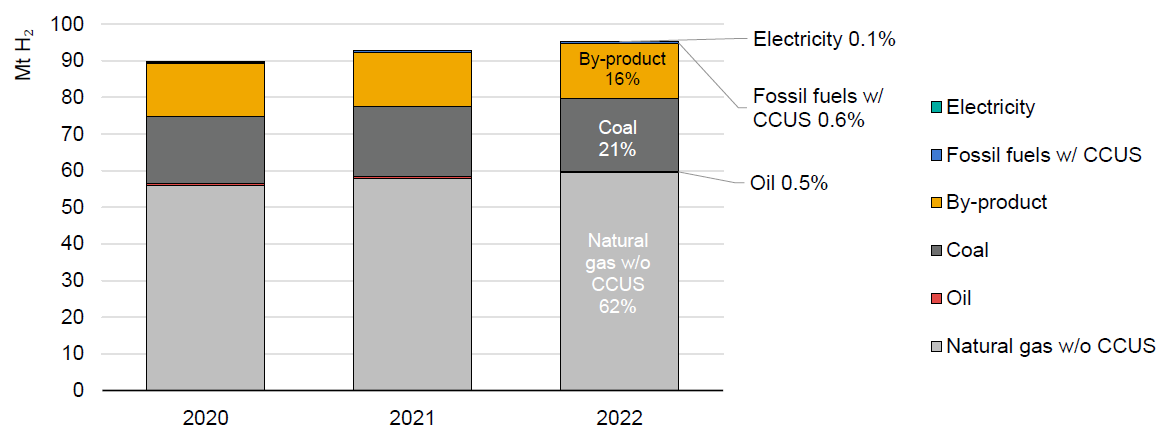 Mt H₂
100
90
80
70
60
50
40
30
20
10
0
2020
2021
2022
By-product
16%
Coal
21%
Natural
gas w/o
CCUS
62%
Electricity 0.1%
Fossil fuels w/
CCUS 0.6%
Oil 0.5%
Electricity
Fossil fuels w/ CCUS
By-product
Coal
Oil
Natural gas w/o CCUS